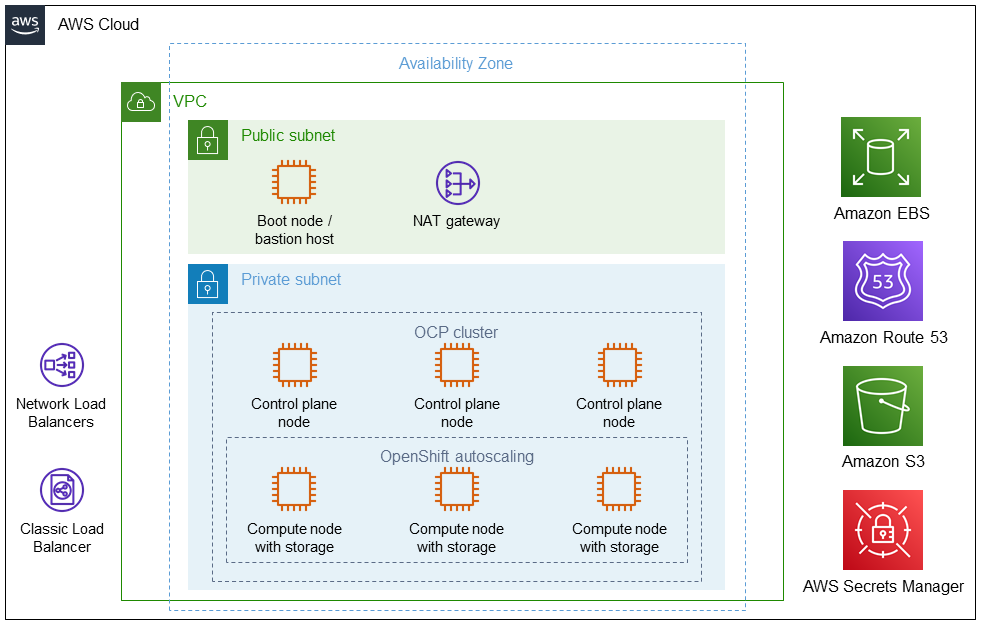 aws
AWS Cloud
Availability Zone
VPC
Public subnet
Boot node /
bastion host
NAT gateway
Private subnet
OCP cluster
Control plane
node
Control plane
node
Control plane
node
OpenShift autoscaling
Compute node
with storage
Compute node
with storage
Compute node
with storage
Network Load
Balancers
Classic Load
Balancer
Amazon EBS
53
Amazon Route 53
Amazon S3
AWS Secrets Manager